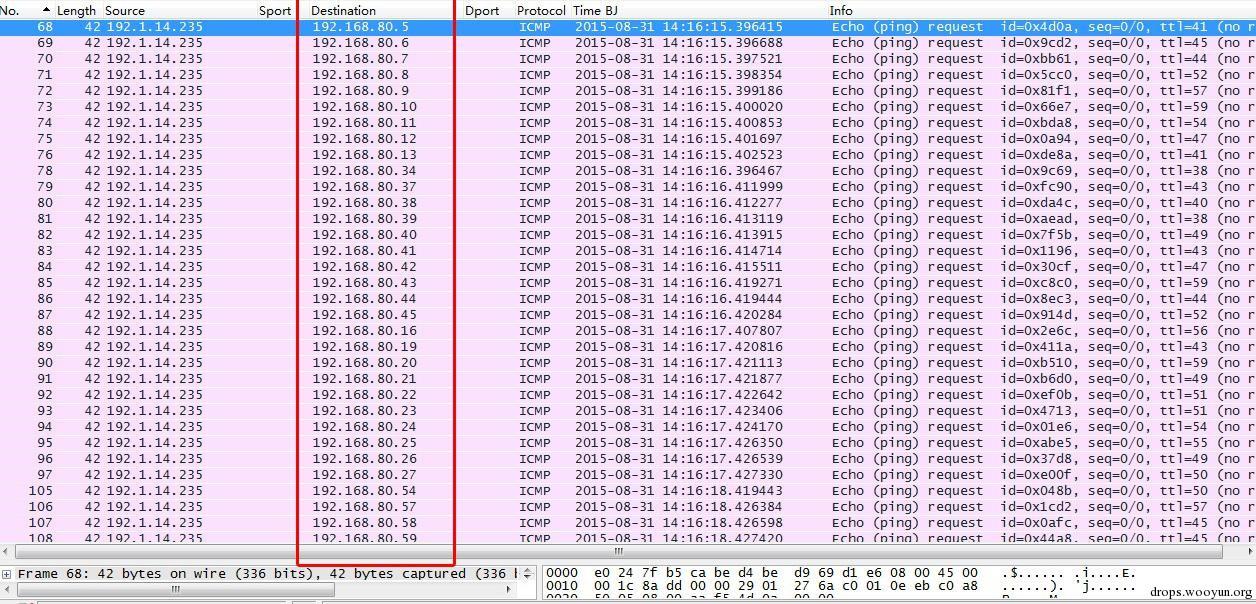 No. Length Source Sport Destination Dport Protocol Time BJ Info
68 42 192.1.14.235 192.168.80.5 ICMP 2015-08-31 14:16:15.396415 Echo (ping) request id=0x4d0a, seq=0/0, ttl=41 (no r
69 42 192.1.14.235 192.168.80.6 ICMP 2015-08-31 14:16:15.396688 Echo (ping) request id=0x9cd2, seq=0/0, ttl=45 (no r
70 42 192.1.14.235 192.168.80.7 ICMP 2015-08-31 14:16:15.397521 Echo (ping) request id=0xbb61, seq=0/0, ttl=44 (no r
71 42 192.1.14.235 192.168.80.8 ICMP 2015-08-31 14:16:15.398354 Echo (ping) request id=0x5cc0, seq=0/0, ttl=52 (no r
72 42 192.1.14.235 192.168.80.9 ICMP 2015-08-31 14:16:15.399186 Echo (ping) request id=0x81f1, seq=0/0, ttl=57 (no r
73 42 192.1.14.235 192.168.80.10 ICMP 2015-08-31 14:16:15.400020 Echo (ping) request id=0x66e7, seq=0/0, ttl=59 (no r
74 42 192.1.14.235 192.168.80.11 ICMP 2015-08-31 14:16:15.400853 Echo (ping) request id=0xbda8, seq=0/0, ttl=54 (no r
75 42 192.1.14.235 192.168.80.12 ICMP 2015-08-31 14:16:15.401697 Echo (ping) request id=0x0a94, seq=0/0, ttl=47 (no r
76 42 192.1.14.235 192.168.80.13 ICMP 2015-08-31 14:16:15.402523 Echo (ping) request id=0xde8a, seq=0/0, ttl=41 (no r
78 42 192.1.14.235 192.168.80.34 ICMP 2015-08-31 14:16:16.396467 Echo (ping) request id=0x9c69, seq=0/0, ttl=38 (no r
79 42 192.1.14.235 192.168.80.37 ICMP 2015-08-31 14:16:16.411999 Echo (ping) request id=0xfc90, seq=0/0, ttl=43 (no r
80 42 192.1.14.235 192.168.80.38 ICMP 2015-08-31 14:16:16.412277 Echo (ping) request id=0xda4c, seq=0/0, ttl=40 (no r
81 42 192.1.14.235 192.168.80.39 ICMP 2015-08-31 14:16:16.413119 Echo (ping) request id=0xaead, seq=0/0, ttl=38 (no r
82 42 192.1.14.235 192.168.80.40 ICMP 2015-08-31 14:16:16.413915 Echo (ping) request id=0x7f5b, seq=0/0, ttl=49 (no r
83 42 192.1.14.235 192.168.80.41 ICMP 2015-08-31 14:16:16.414714 Echo (ping) request id=0x1196, seq=0/0, ttl=43 (no r
84 42 192.1.14.235 192.168.80.42 ICMP 2015-08-31 14:16:16.415511 Echo (ping) request id=0x30cf, seq=0/0, ttl=47 (no r
85 42 192.1.14.235 192.168.80.43 ICMP 2015-08-31 14:16:16.419271 Echo (ping) request id=0xc8c0, seq=0/0, ttl=59 (no r
86 42 192.1.14.235 192.168.80.44 ICMP 2015-08-31 14:16:16.419444 Echo (ping) request id=0x8ec3, seq=0/0, ttl=44 (no r
87 42 192.1.14.235 192.168.80.45 ICMP 2015-08-31 14:16:16.420284 Echo (ping) request id=0x914d, seq=0/0, ttl=52 (no r
88 42 192.1.14.235 192.168.80.16 ICMP 2015-08-31 14:16:17.407807 Echo (ping) request id=0x2e6c, seq=0/0, ttl=56 (no r
89 42 192.1.14.235 192.168.80.19 ICMP 2015-08-31 14:16:17.420816 Echo (ping) request id=0x411a, seq=0/0, ttl=43 (no r
90 42 192.1.14.235 192.168.80.20 ICMP 2015-08-31 14:16:17.421113 Echo (ping) request id=0xb510, seq=0/0, ttl=59 (no r
91 42 192.1.14.235 192.168.80.21 ICMP 2015-08-31 14:16:17.421877 Echo (ping) request id=0xb6d0, seq=0/0, ttl=49 (no r
92 42 192.1.14.235 192.168.80.22 ICMP 2015-08-31 14:16:17.422642 Echo (ping) request id=0xef0b, seq=0/0, ttl=51 (no r
93 42 192.1.14.235 192.168.80.23 ICMP 2015-08-31 14:16:17.423406 Echo (ping) request id=0x4713, seq=0/0, ttl=51 (no r
94 42 192.1.14.235 192.168.80.24 ICMP 2015-08-31 14:16:17.424170 Echo (ping) request id=0x01e6, seq=0/0, ttl=54 (no r
95 42 192.1.14.235 192.168.80.25 ICMP 2015-08-31 14:16:17.426350 Echo (ping) request id=0xabe5, seq=0/0, ttl=55 (no r
96 42 192.1.14.235 192.168.80.26 ICMP 2015-08-31 14:16:17.426539 Echo (ping) request id=0x37d8, seq=0/0, ttl=49 (no r
97 42 192.1.14.235 192.168.80.27 ICMP 2015-08-31 14:16:17.427330 Echo (ping) request id=0xe00f, seq=0/0, ttl=50 (no r
105 42 192.1.14.235 192.168.80.54 ICMP 2015-08-31 14:16:18.419443 Echo (ping) request id=0x048b, seq=0/0, ttl=50 (no r
106 42 192.1.14.235 192.168.80.57 ICMP 2015-08-31 14:16:18.426384 Echo (ping) request id=0x1cd2, seq=0/0, ttl=57 (no r
107 42 192.1.14.235 192.168.80.58 ICMP 2015-08-31 14:16:18.426598 Echo (ping) request id=0x0afc, seq=0/0, ttl=45 (no r
108 42 192.1.14.235 192.168.80.59 ICMP 2015-08-31 14:16:18.427420 Echo (ping) request id=0x44a8, seq=0/0, ttl=45 (no r
Frame 68: 42 bytes on wire (336 bits), 42 bytes captured (336 b
0000 e0 24 7f b5 ca be d4 be d9 69 d1 e6 08 00 45 00 .$...... .i....E.
0010 00 1c 8a dd 00 00 29 01 27 6a c0 01 0e eb c0 a8 ......). 'j......
drops.wooyun.org